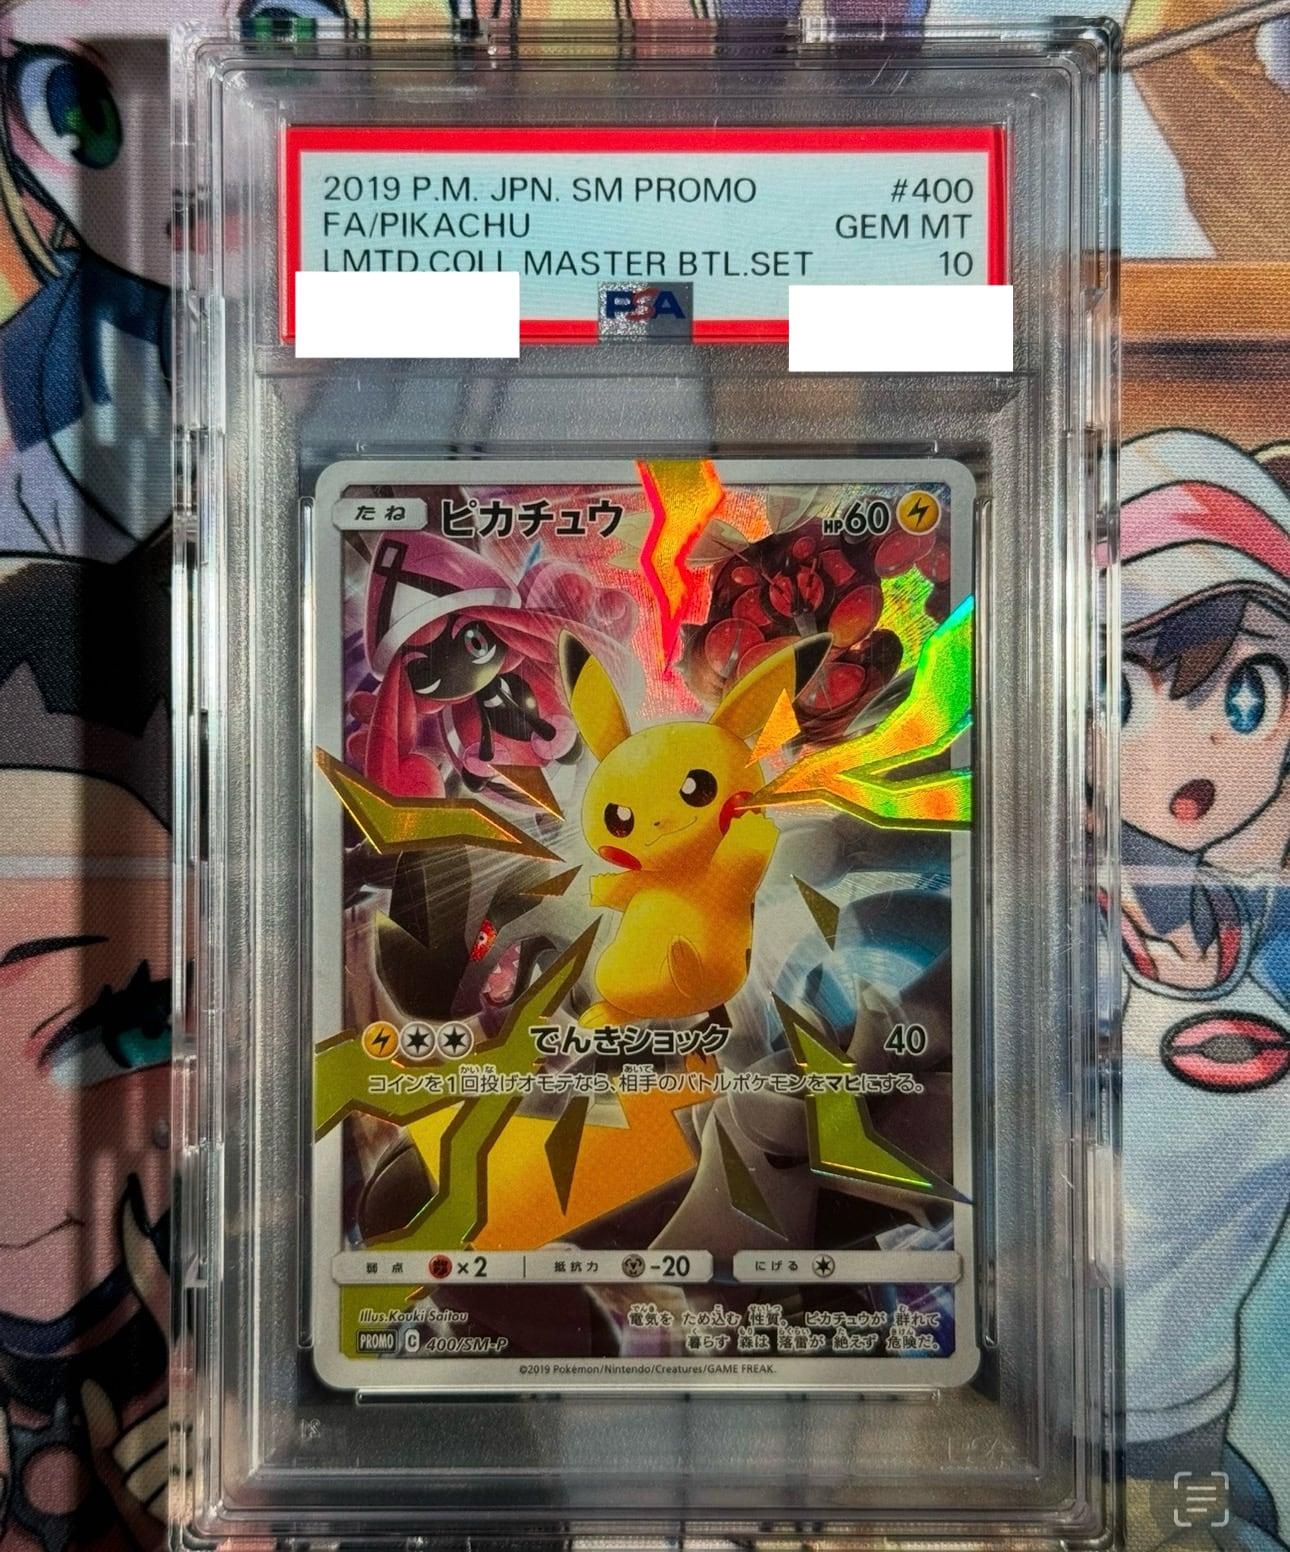 2019 P.M. JPN. SM PROMO #400
FA/PIKACHU GEM MT
LMTD.COLL MASTER BTL.SET 10
PSA
たね ピカチュウ HP60
でんきショック 40
コインを1回投げオモテなら、相手のバトルポケモンをマヒにする。
弱点 ×2 抵抗力 -20 にげる
Illus.Kouki Saitou
電気を ため込む 性質。 ピカチュウが 群れて
暮らす 森は 落雷が 絶えず 危険だ。
PROMO C 400/SM-P
©2019 Pokémon/Nintendo/Creatures/GAME FREAK.